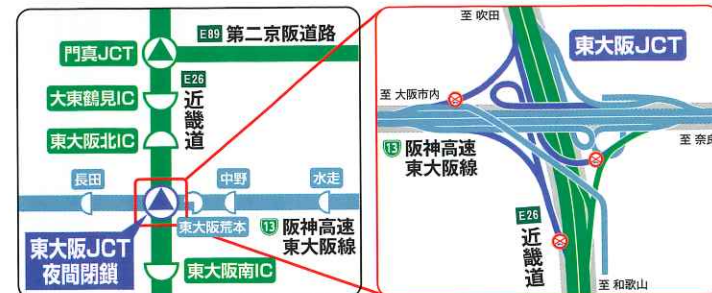 E89 第二京阪道路
門真JCT
E26
近畿道
大東鶴見IC
東大阪北IC
長田
中野
水走
東大阪荒本
13 阪神高速
東大阪線
東大阪JCT
夜間閉鎖
東大阪南IC
至 吹田
東大阪JCT
至 大阪市内
至 奈良
13 阪神高速
東大阪線
E26
近畿道
至 和歌山